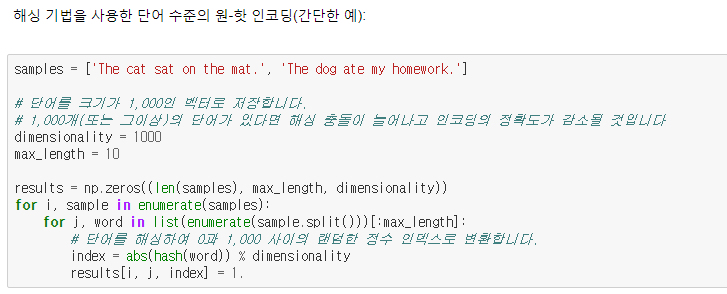 해싱 기법을 사용한 단어 수준의 원-핫 인코딩(간단한 예):
samples = ['The cat sat on the mat.', 'The dog ate my homework.']
# 단어를 크기가 1,000인 벡터로 저장합니다.
# 1,000개(또는 그이상)의 단어가 있다면 해싱 충돌이 늘어나고 인코딩의 정확도가 감소될 것입니다
dimensionality = 1000
max_length = 10
results = np.zeros((len(samples), max_length, dimensionality))
for i, sample in enumerate(samples):
    for j, word in list(enumerate(sample.split()))[:max_length]:
        # 단어를 해싱하여 0과 1,000 사이의 랜덤한 정수 인덱스로 변환합니다.
        index = abs(hash(word)) % dimensionality
        results[i, j, index] = 1.